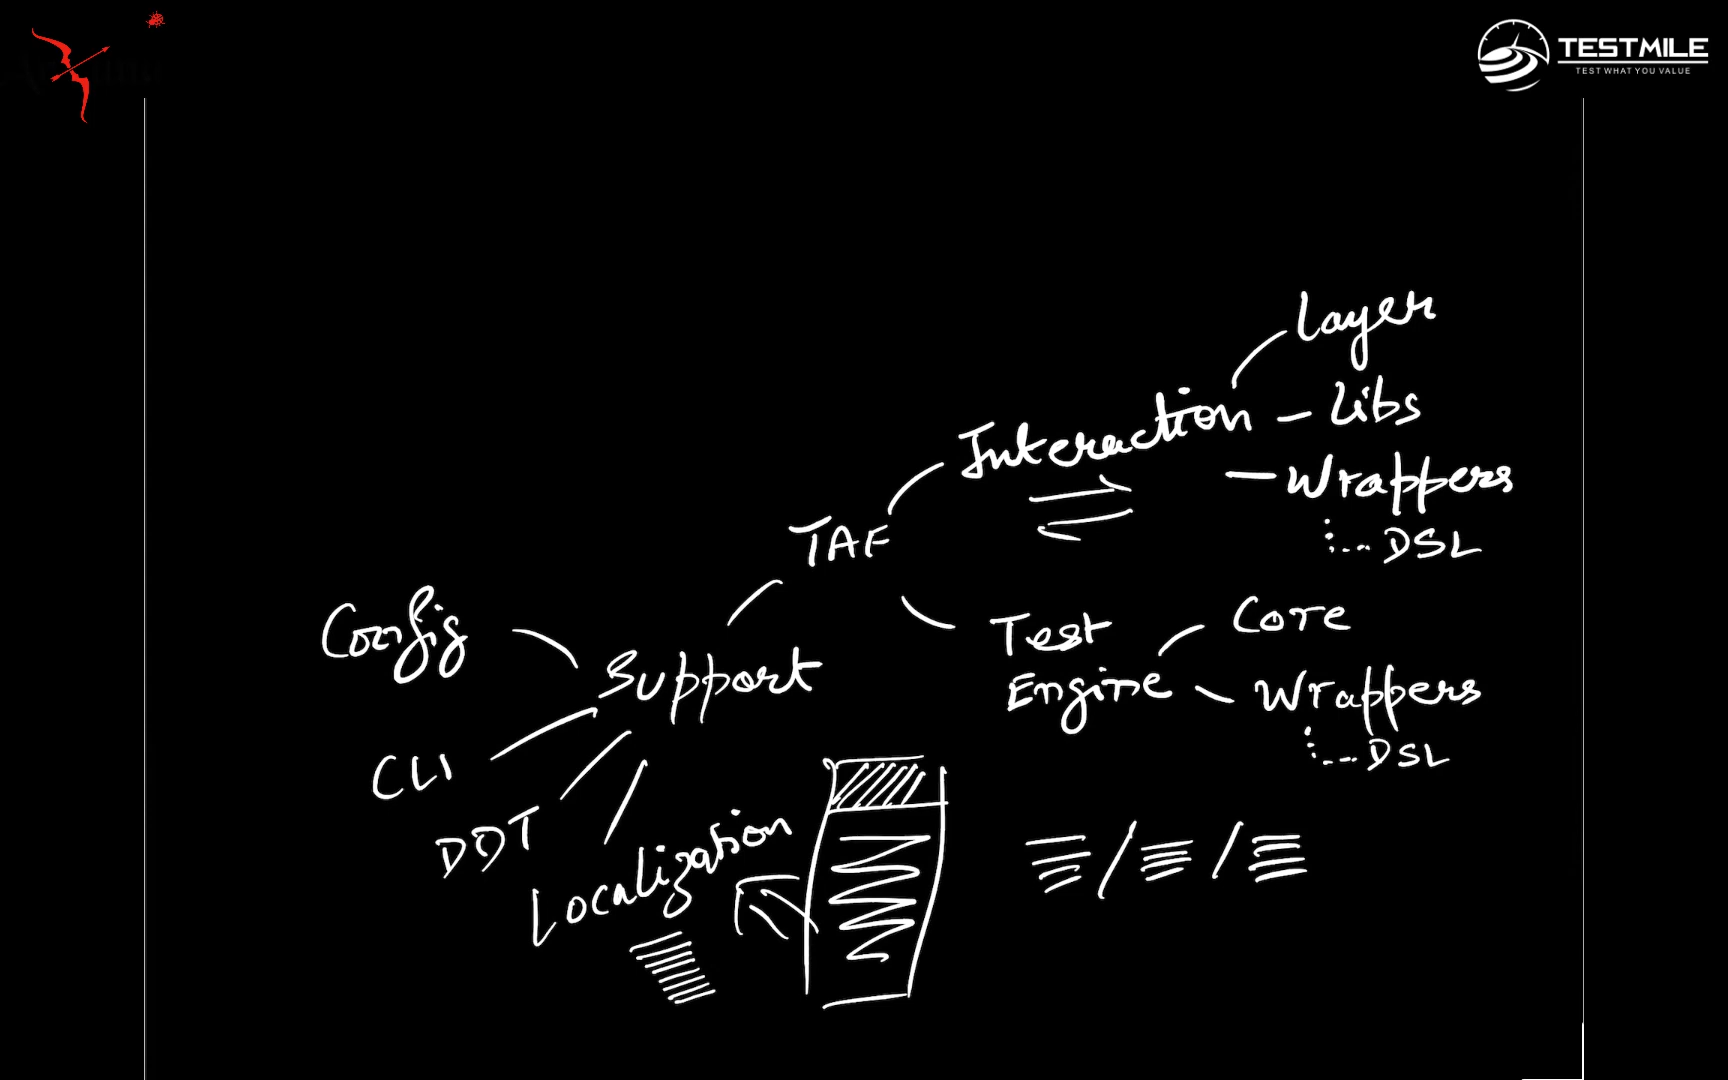 TESTMILE
TEST WHAT YOU VALUE
Layer
Interaction
Libs
Wrappers
DSL
TAF
Config
Support
Test
Engine
Core
Wrappers
DSL
CLI
DDT
Localization